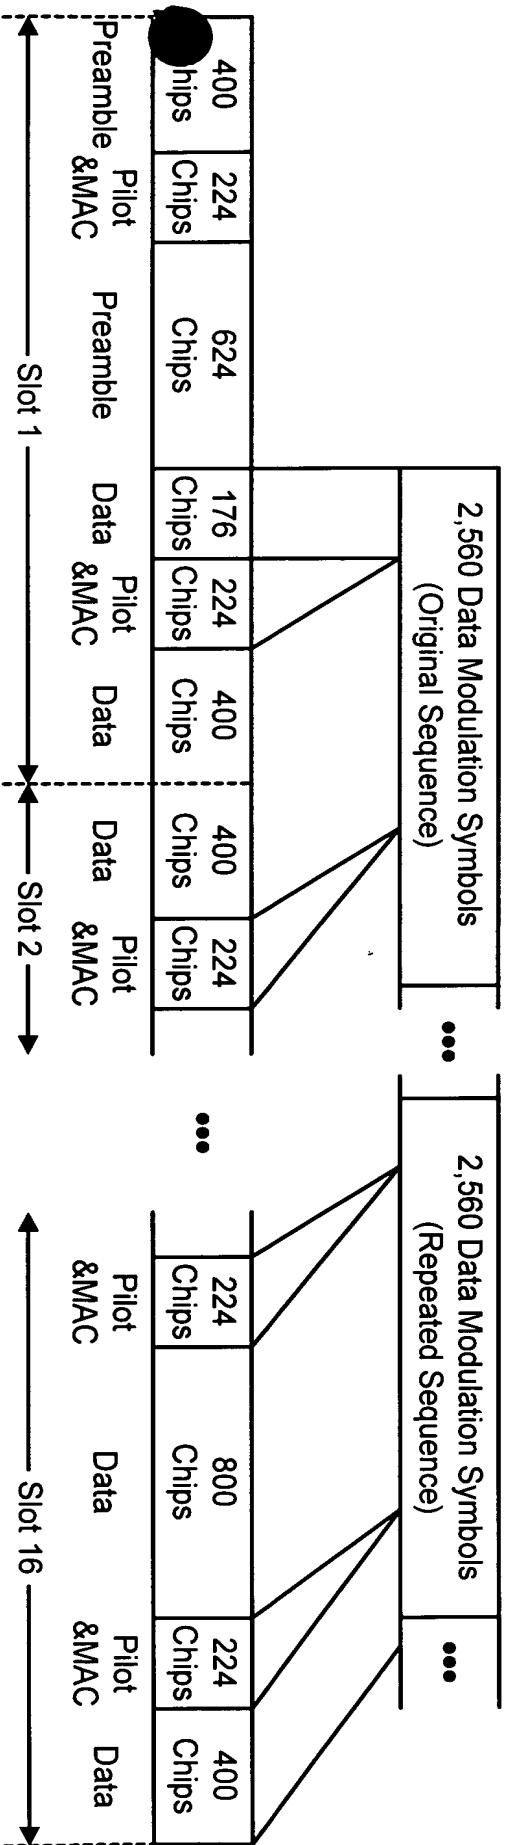 2,560 Data Modulation Symbols
(Original Sequence)
•••
2,560 Data Modulation Symbols
(Repeated Sequence)
•••
400
hips
224
Chips
624
Chips
176
Chips
224
Chips
400
Chips
400
Chips
224
Chips
•••
224
Chips
800
Chips
224
Chips
400
Chips
Preamble
Pilot
&MAC
Preamble
Data
Pilot
&MAC
Data
Data
Pilot
&MAC
Pilot
&MAC
Data
Pilot
&MAC
Data
Slot 1
Slot 2
Slot 16